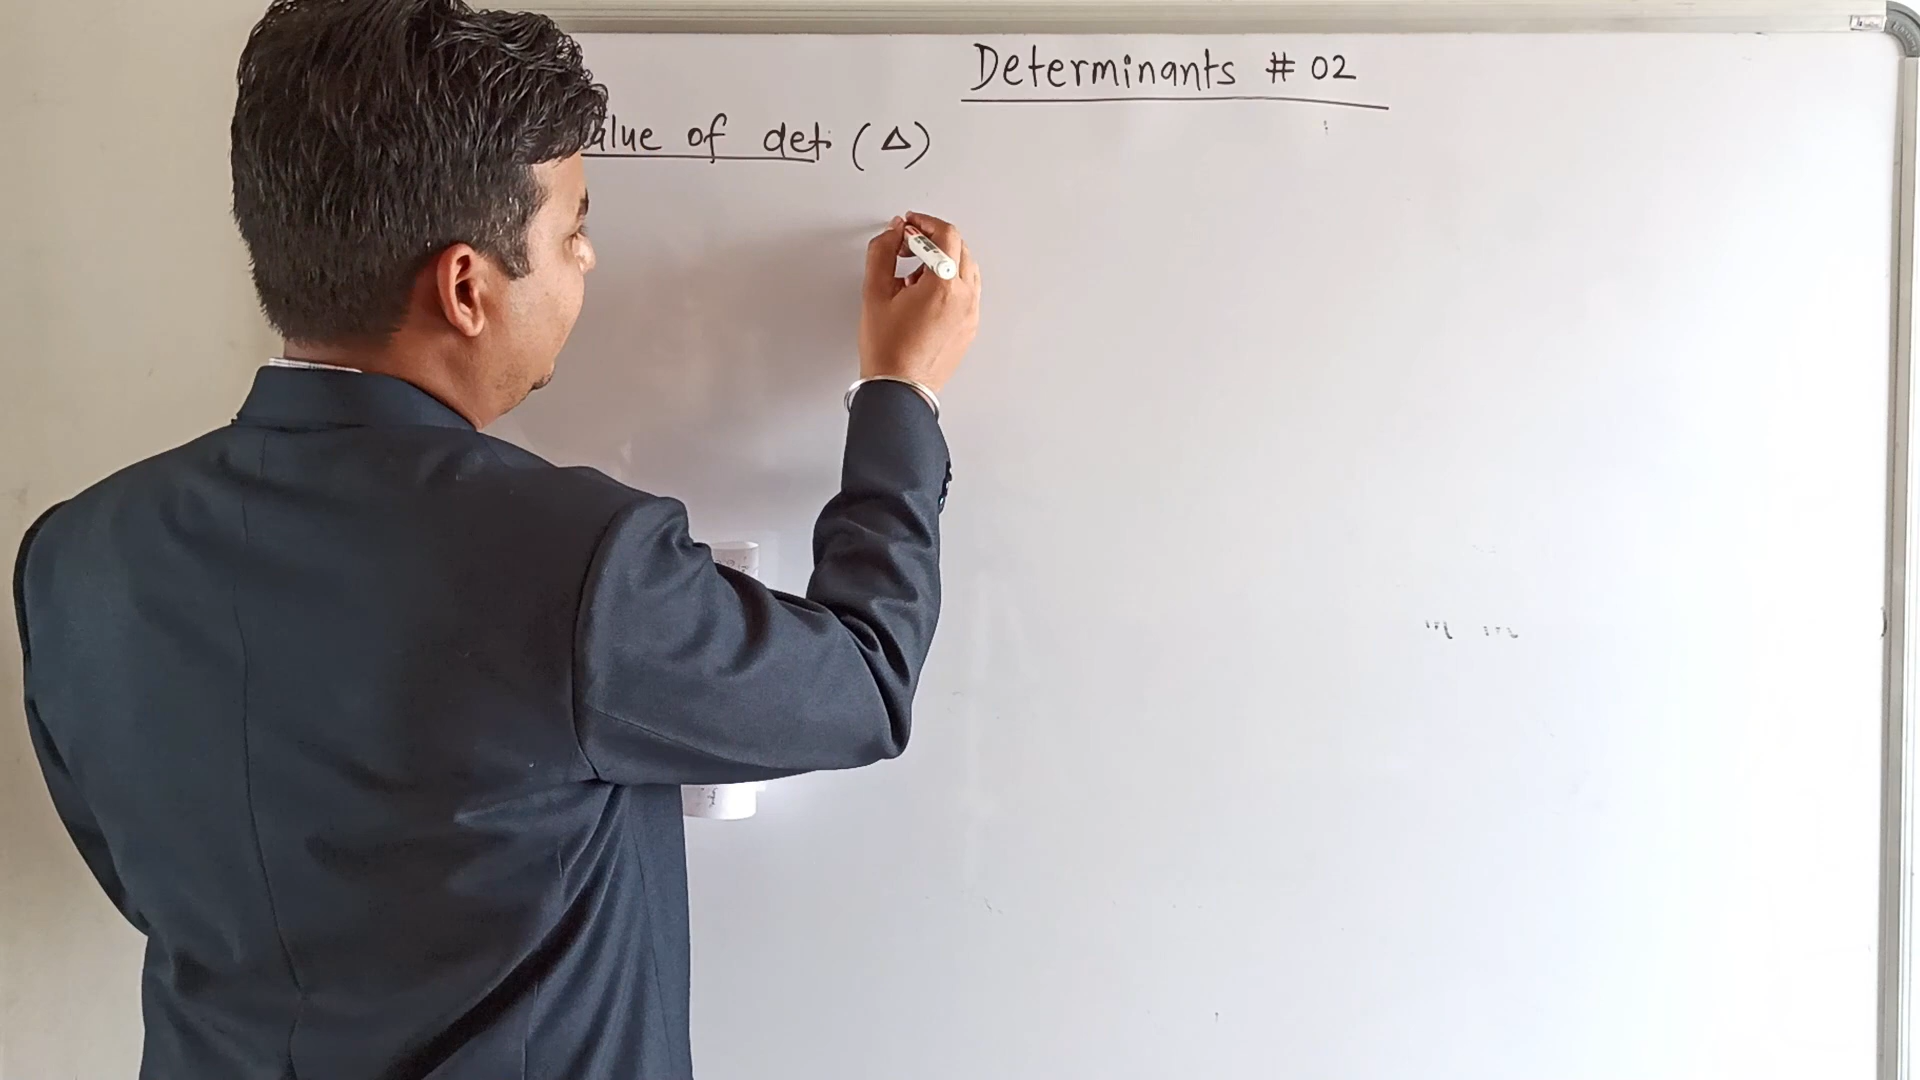 Determinants # 02
alue of det. (Δ)